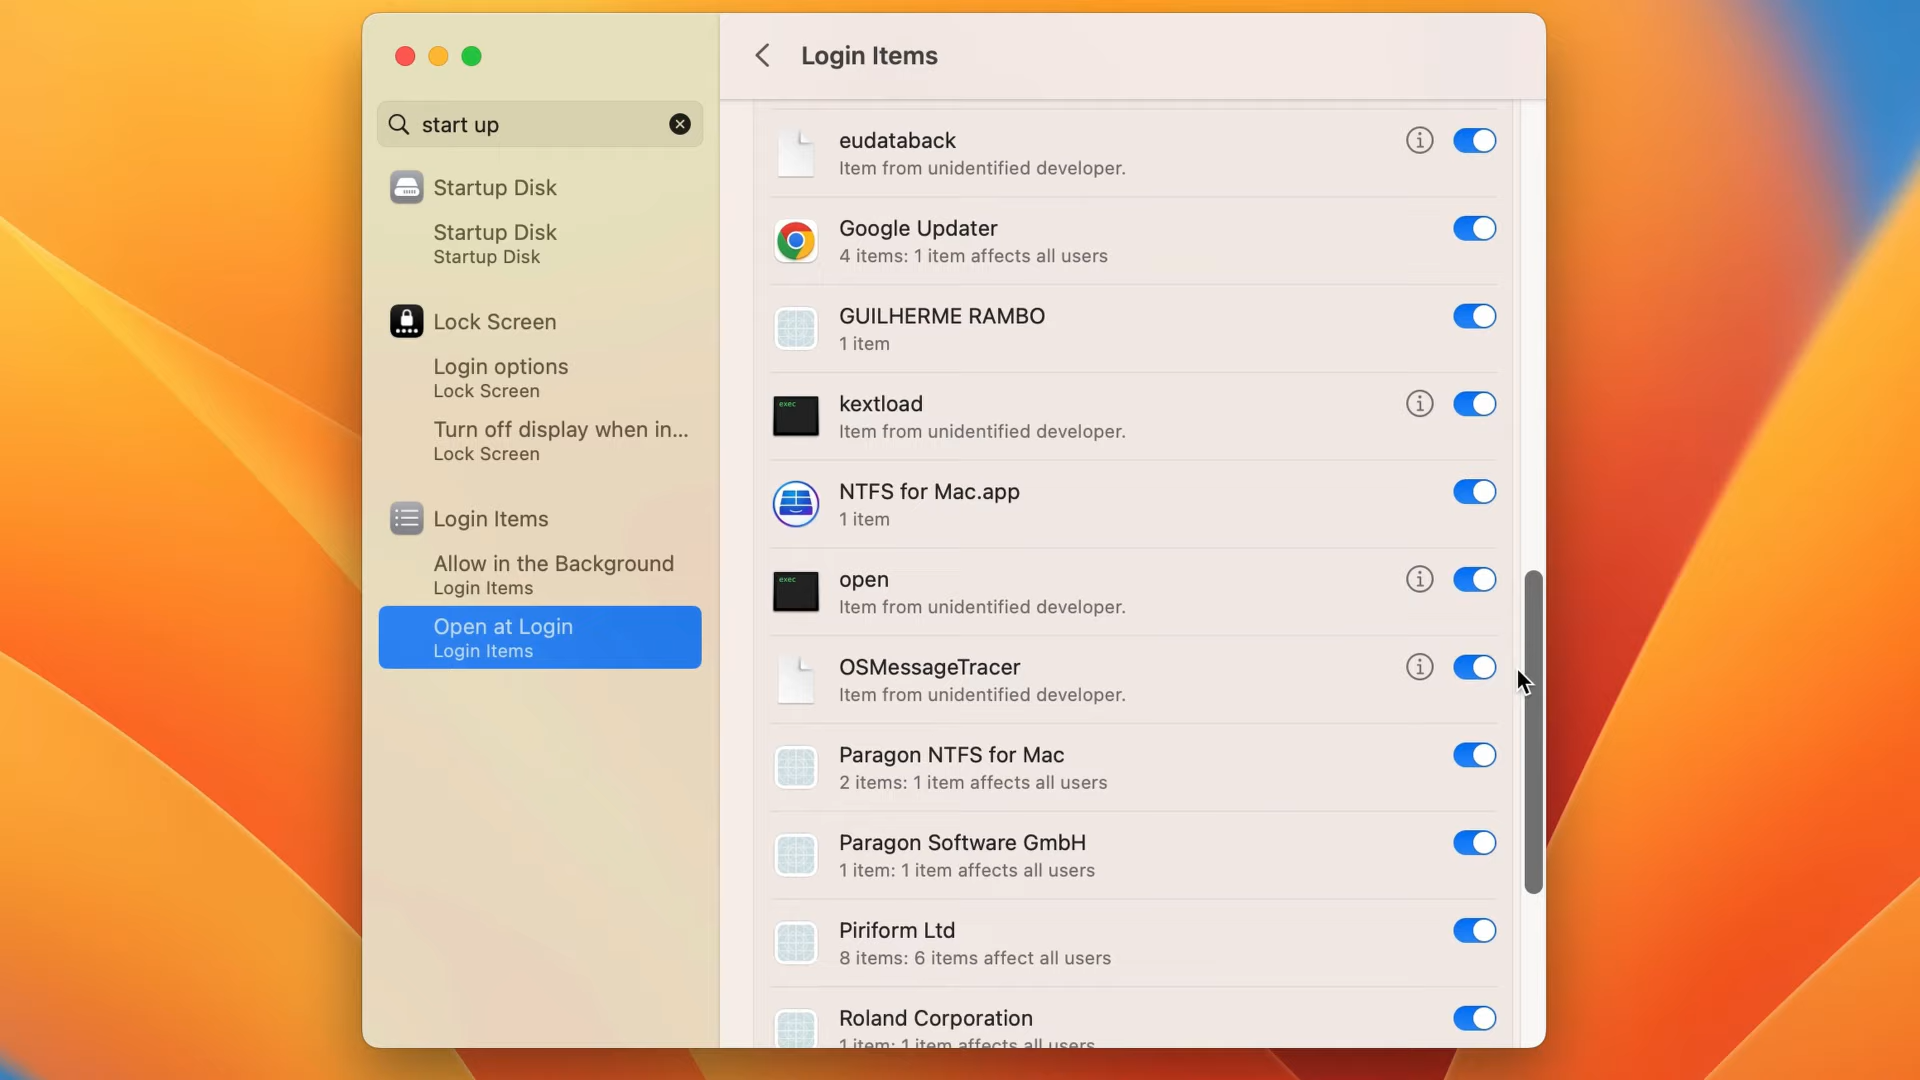 start up
Startup Disk
Startup Disk
Startup Disk
Lock Screen
Login options
Lock Screen
Turn off display when in...
Lock Screen
Login Items
Allow in the Background
Login Items
Open at Login
Login Items
Login Items
eudataback
Item from unidentified developer.
Google Updater
4 items: 1 item affects all users
GUILHERME RAMBO
1 item
exec
kextload
Item from unidentified developer.
NTFS for Mac.app
1 item
exec
open
Item from unidentified developer.
OSMessageTracer
Item from unidentified developer.
Paragon NTFS for Mac
2 items: 1 item affects all users
Paragon Software GmbH
1 item: 1 item affects all users
Piriform Ltd
8 items: 6 items affect all users
Roland Corporation
1 item: 1 item affects all users